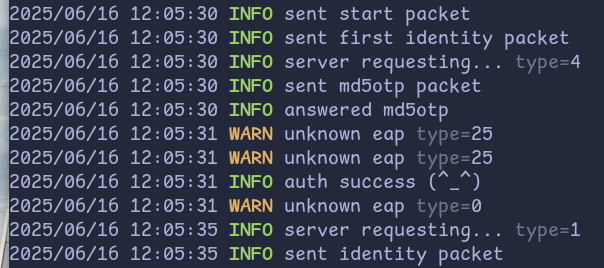 2025/06/16 12:05:30 INFO sent start packet
2025/06/16 12:05:30 INFO sent first identity packet
2025/06/16 12:05:30 INFO server requesting... type=4
2025/06/16 12:05:30 INFO sent md5otp packet
2025/06/16 12:05:30 INFO answered md5otp
2025/06/16 12:05:31 WARN unknown eap type=25
2025/06/16 12:05:31 WARN unknown eap type=25
2025/06/16 12:05:31 INFO auth success (^_^)
2025/06/16 12:05:31 WARN unknown eap type=0
2025/06/16 12:05:35 INFO server requesting... type=1
2025/06/16 12:05:35 INFO sent identity packet